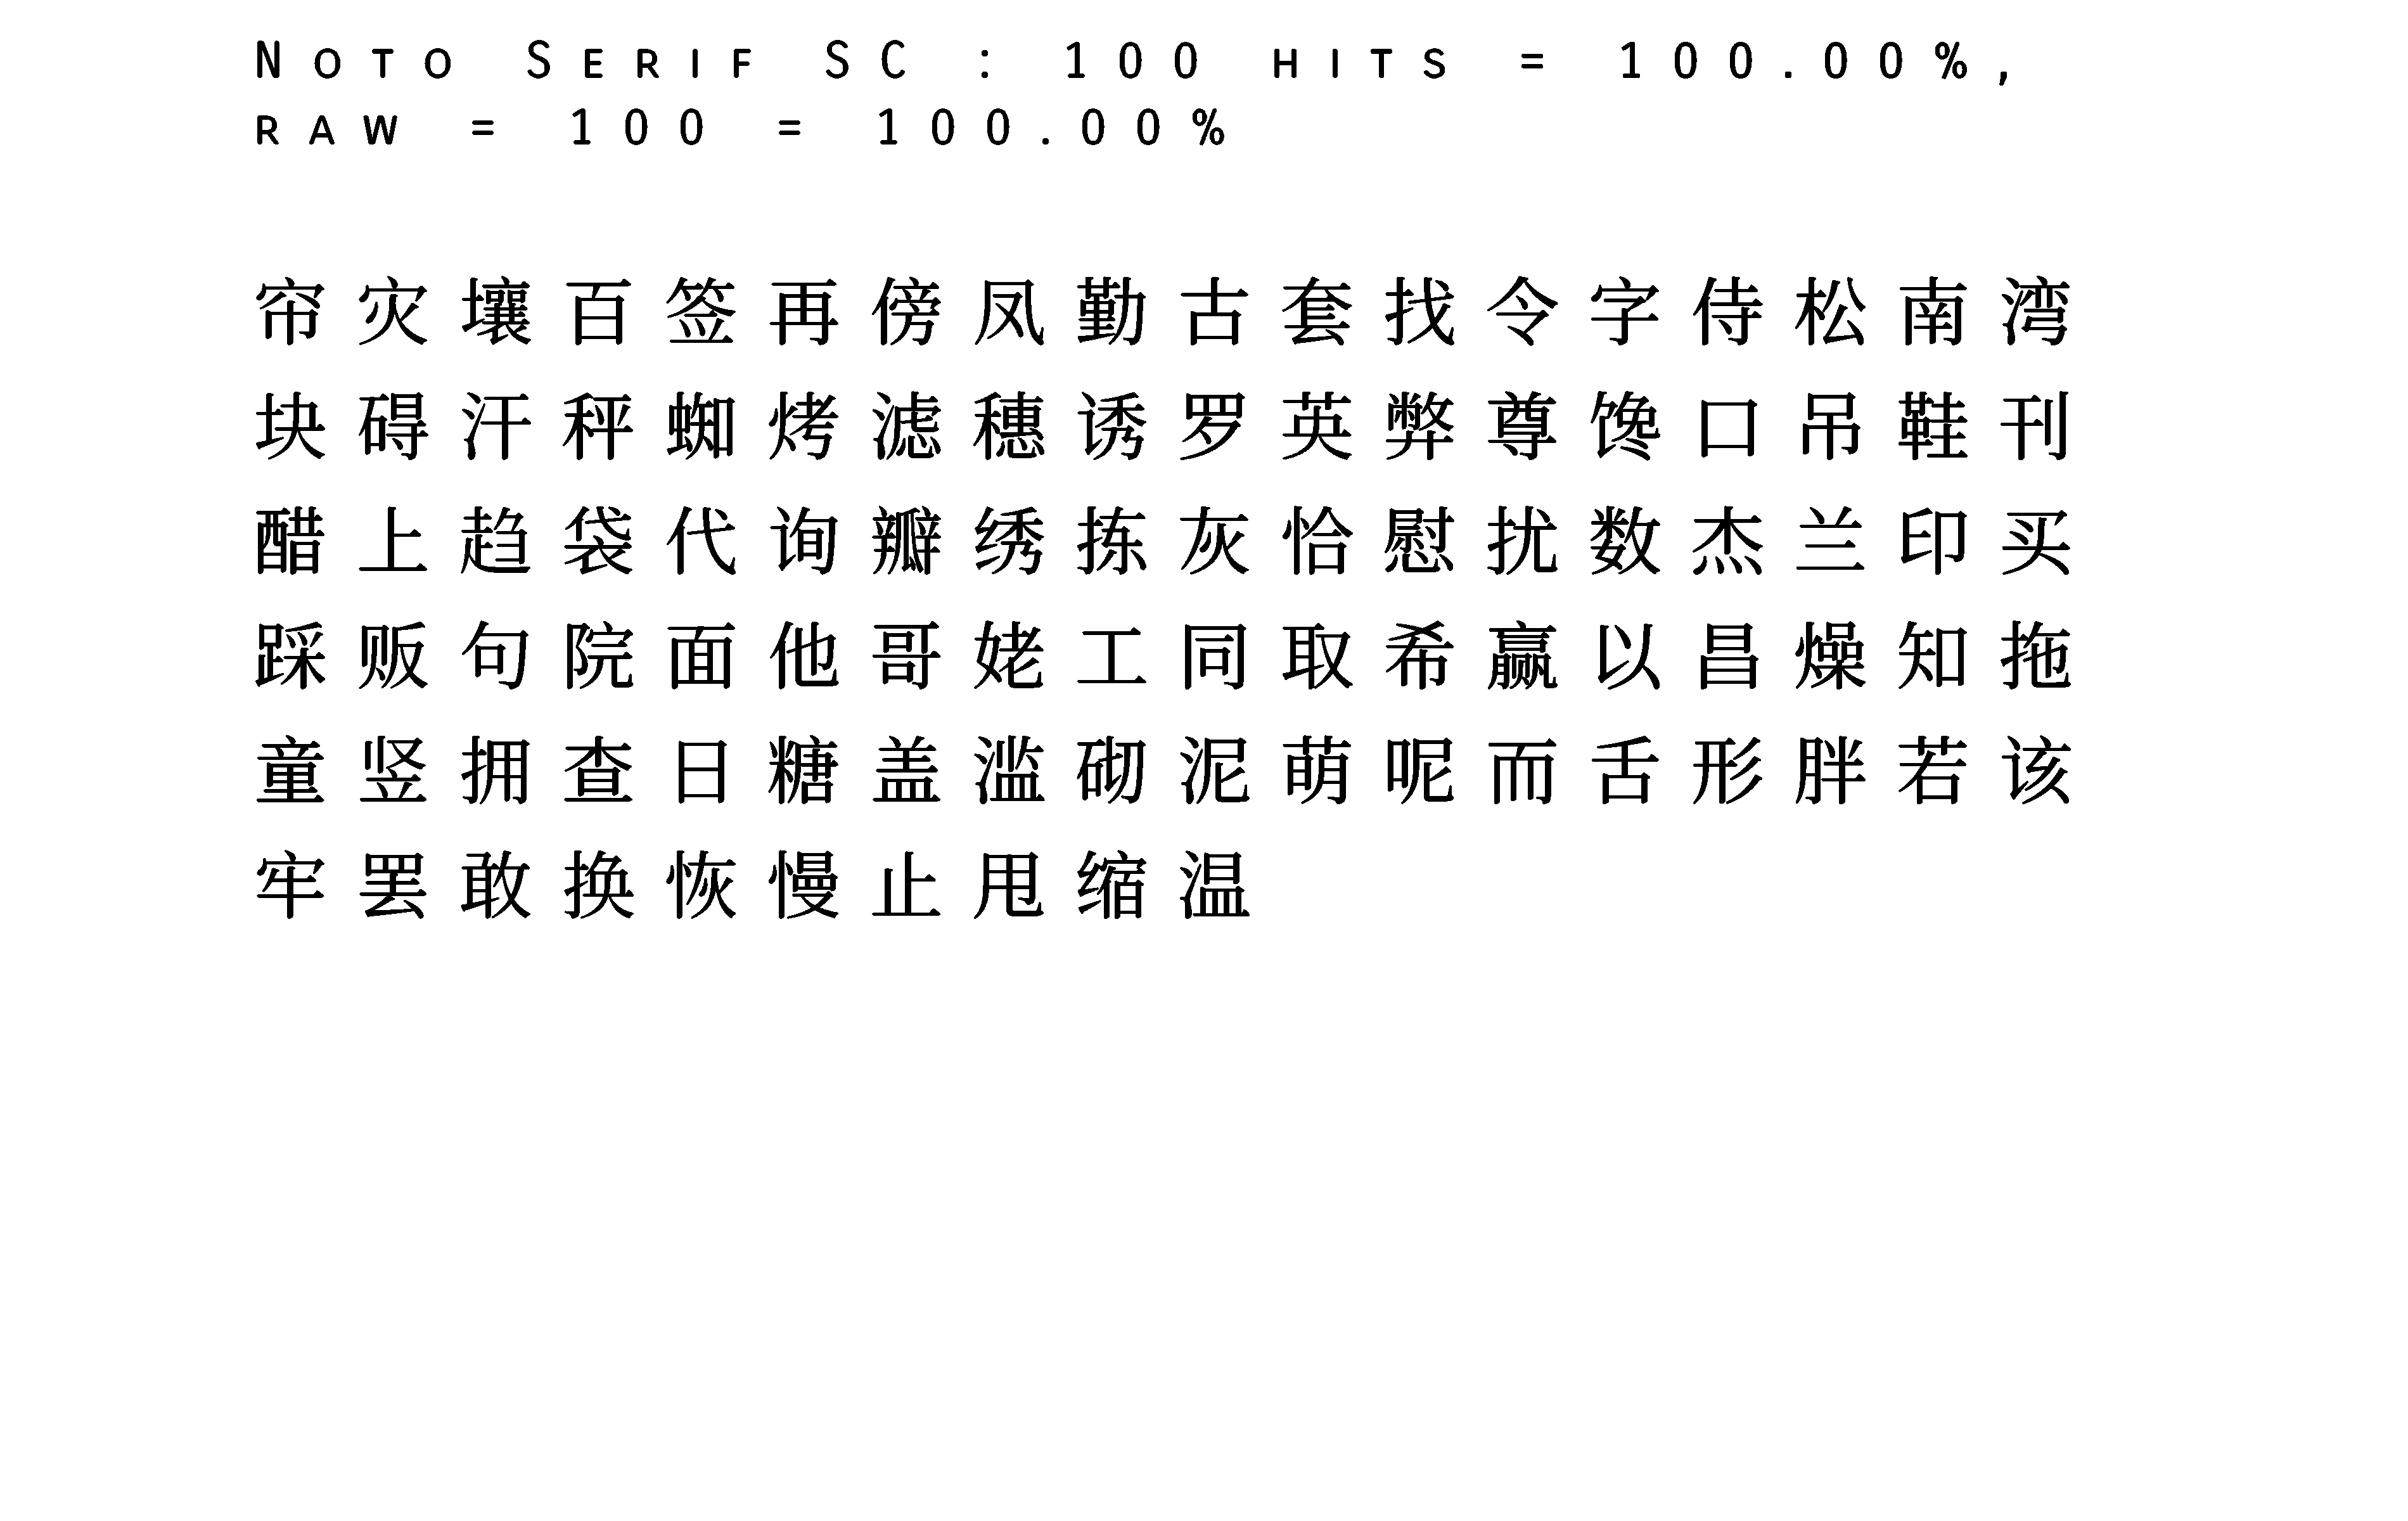 Noto Serif SC : 100 hits = 100.00%,
raw = 100 = 100.00%
帘灾壤百签再傍凤勤古套找令字侍松南湾
块碍汗秤蜘烤滤穗诱罗英弊尊馋口吊鞋刊
醋上趋袋代询瓣绣拣灰恰慰扰数杰兰印买
踩贩句院面他哥姥工同取希赢以昌燥知拖
童竖拥查日糖盖滥砌泥萌呢而舌形胖若该
牢罢敢换恢慢止甩缩温